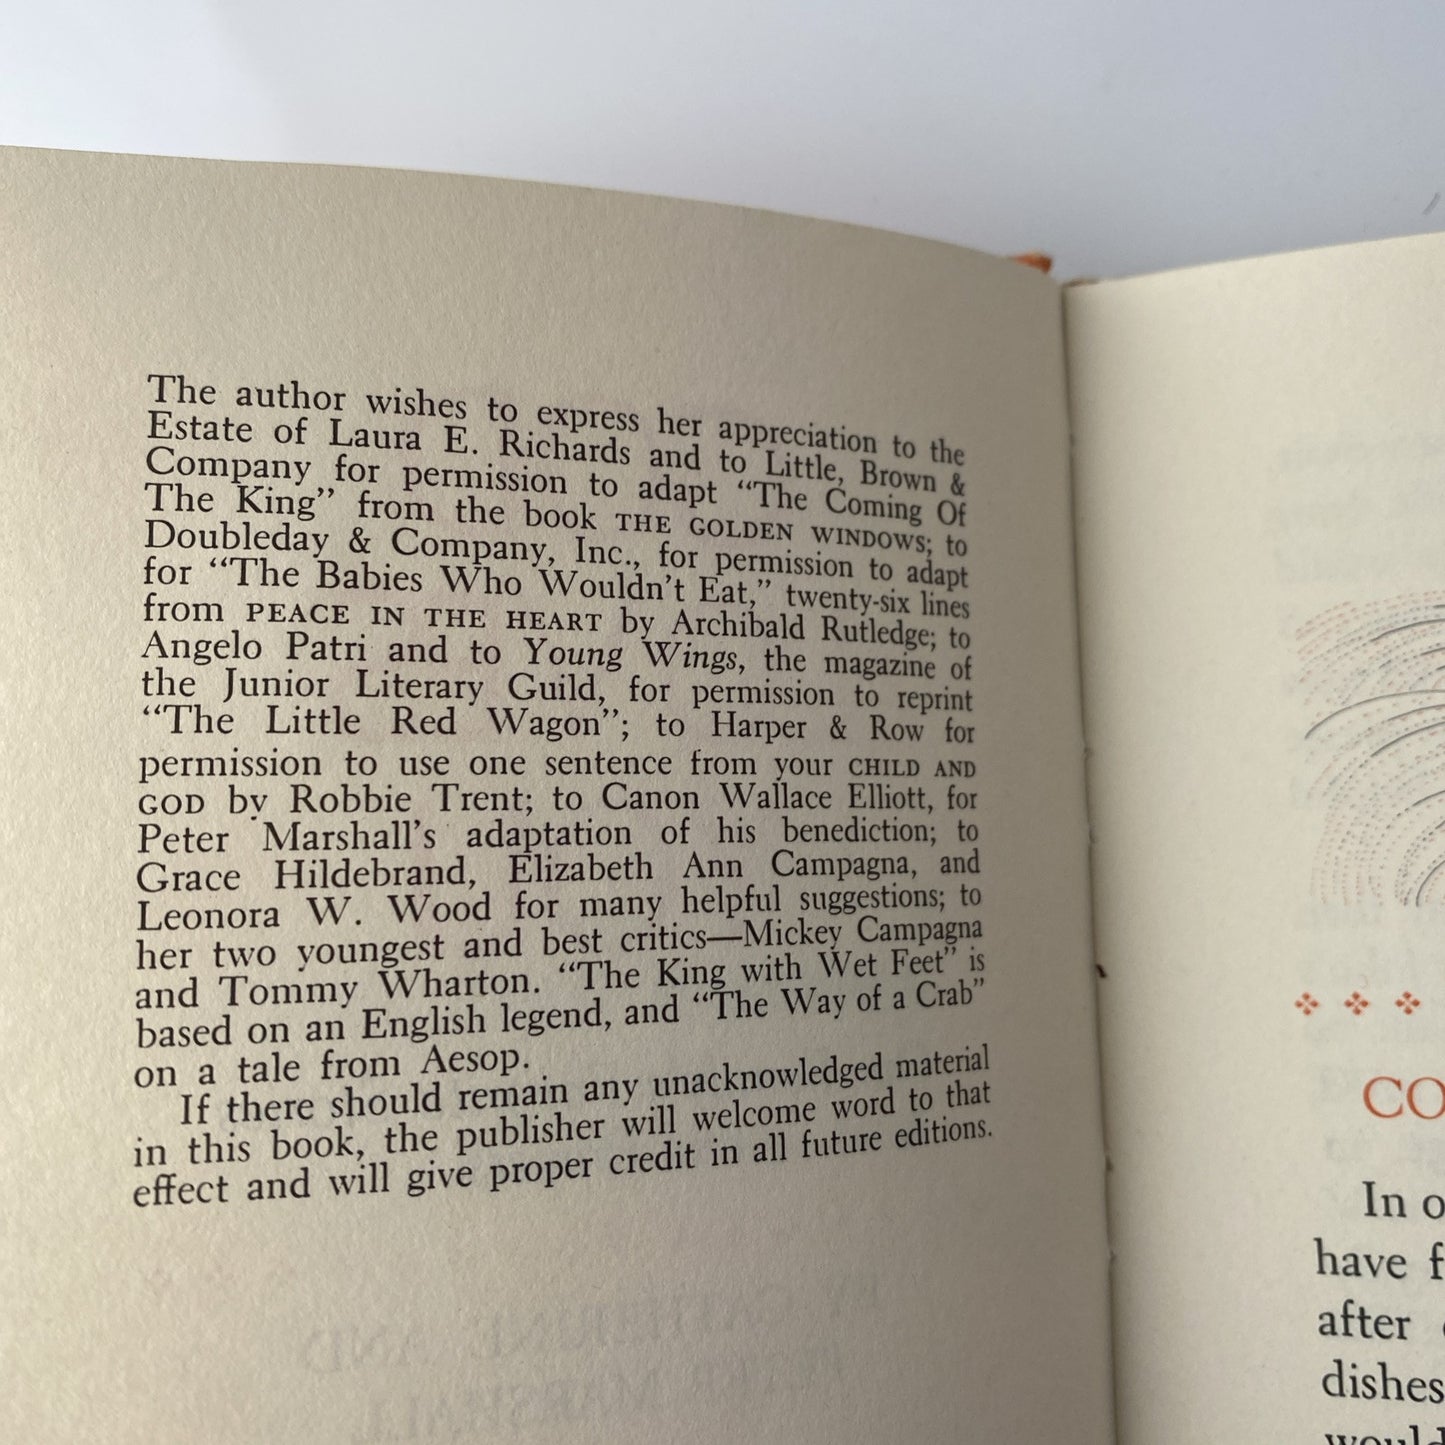 The author wishes to express her appreciation to the
Estate of Laura E. Richards and to Little, Brown &
Company for permission to adapt “The Coming Of
The King” from the book THE GOLDEN WINDOWS; to
Doubleday & Company, Inc., for permission to adapt
for “The Babies Who Wouldn’t Eat,” twenty-six lines
from PEACE IN THE HEART by Archibald Rutledge; to
Angelo Patri and to Young Wings, the magazine of
the Junior Literary Guild, for permission to reprint
“The Little Red Wagon”; to Harper & Row for
permission to use one sentence from your CHILD AND
GOD by Robbie Trent; to Canon Wallace Elliott, for
Peter Marshall’s adaptation of his benediction; to
Grace Hildebrand, Elizabeth Ann Campagna, and
Leonora W. Wood for many helpful suggestions; to
her two youngest and best critics—Mickey Campagna
and Tommy Wharton. “The King with Wet Feet” is
based on an English legend, and “The Way of a Crab”
on a tale from Aesop.
If there should remain any unacknowledged material
in this book, the publisher will welcome word to that
effect and will give proper credit in all future editions.
CO
In o
have f
after
dishes
would